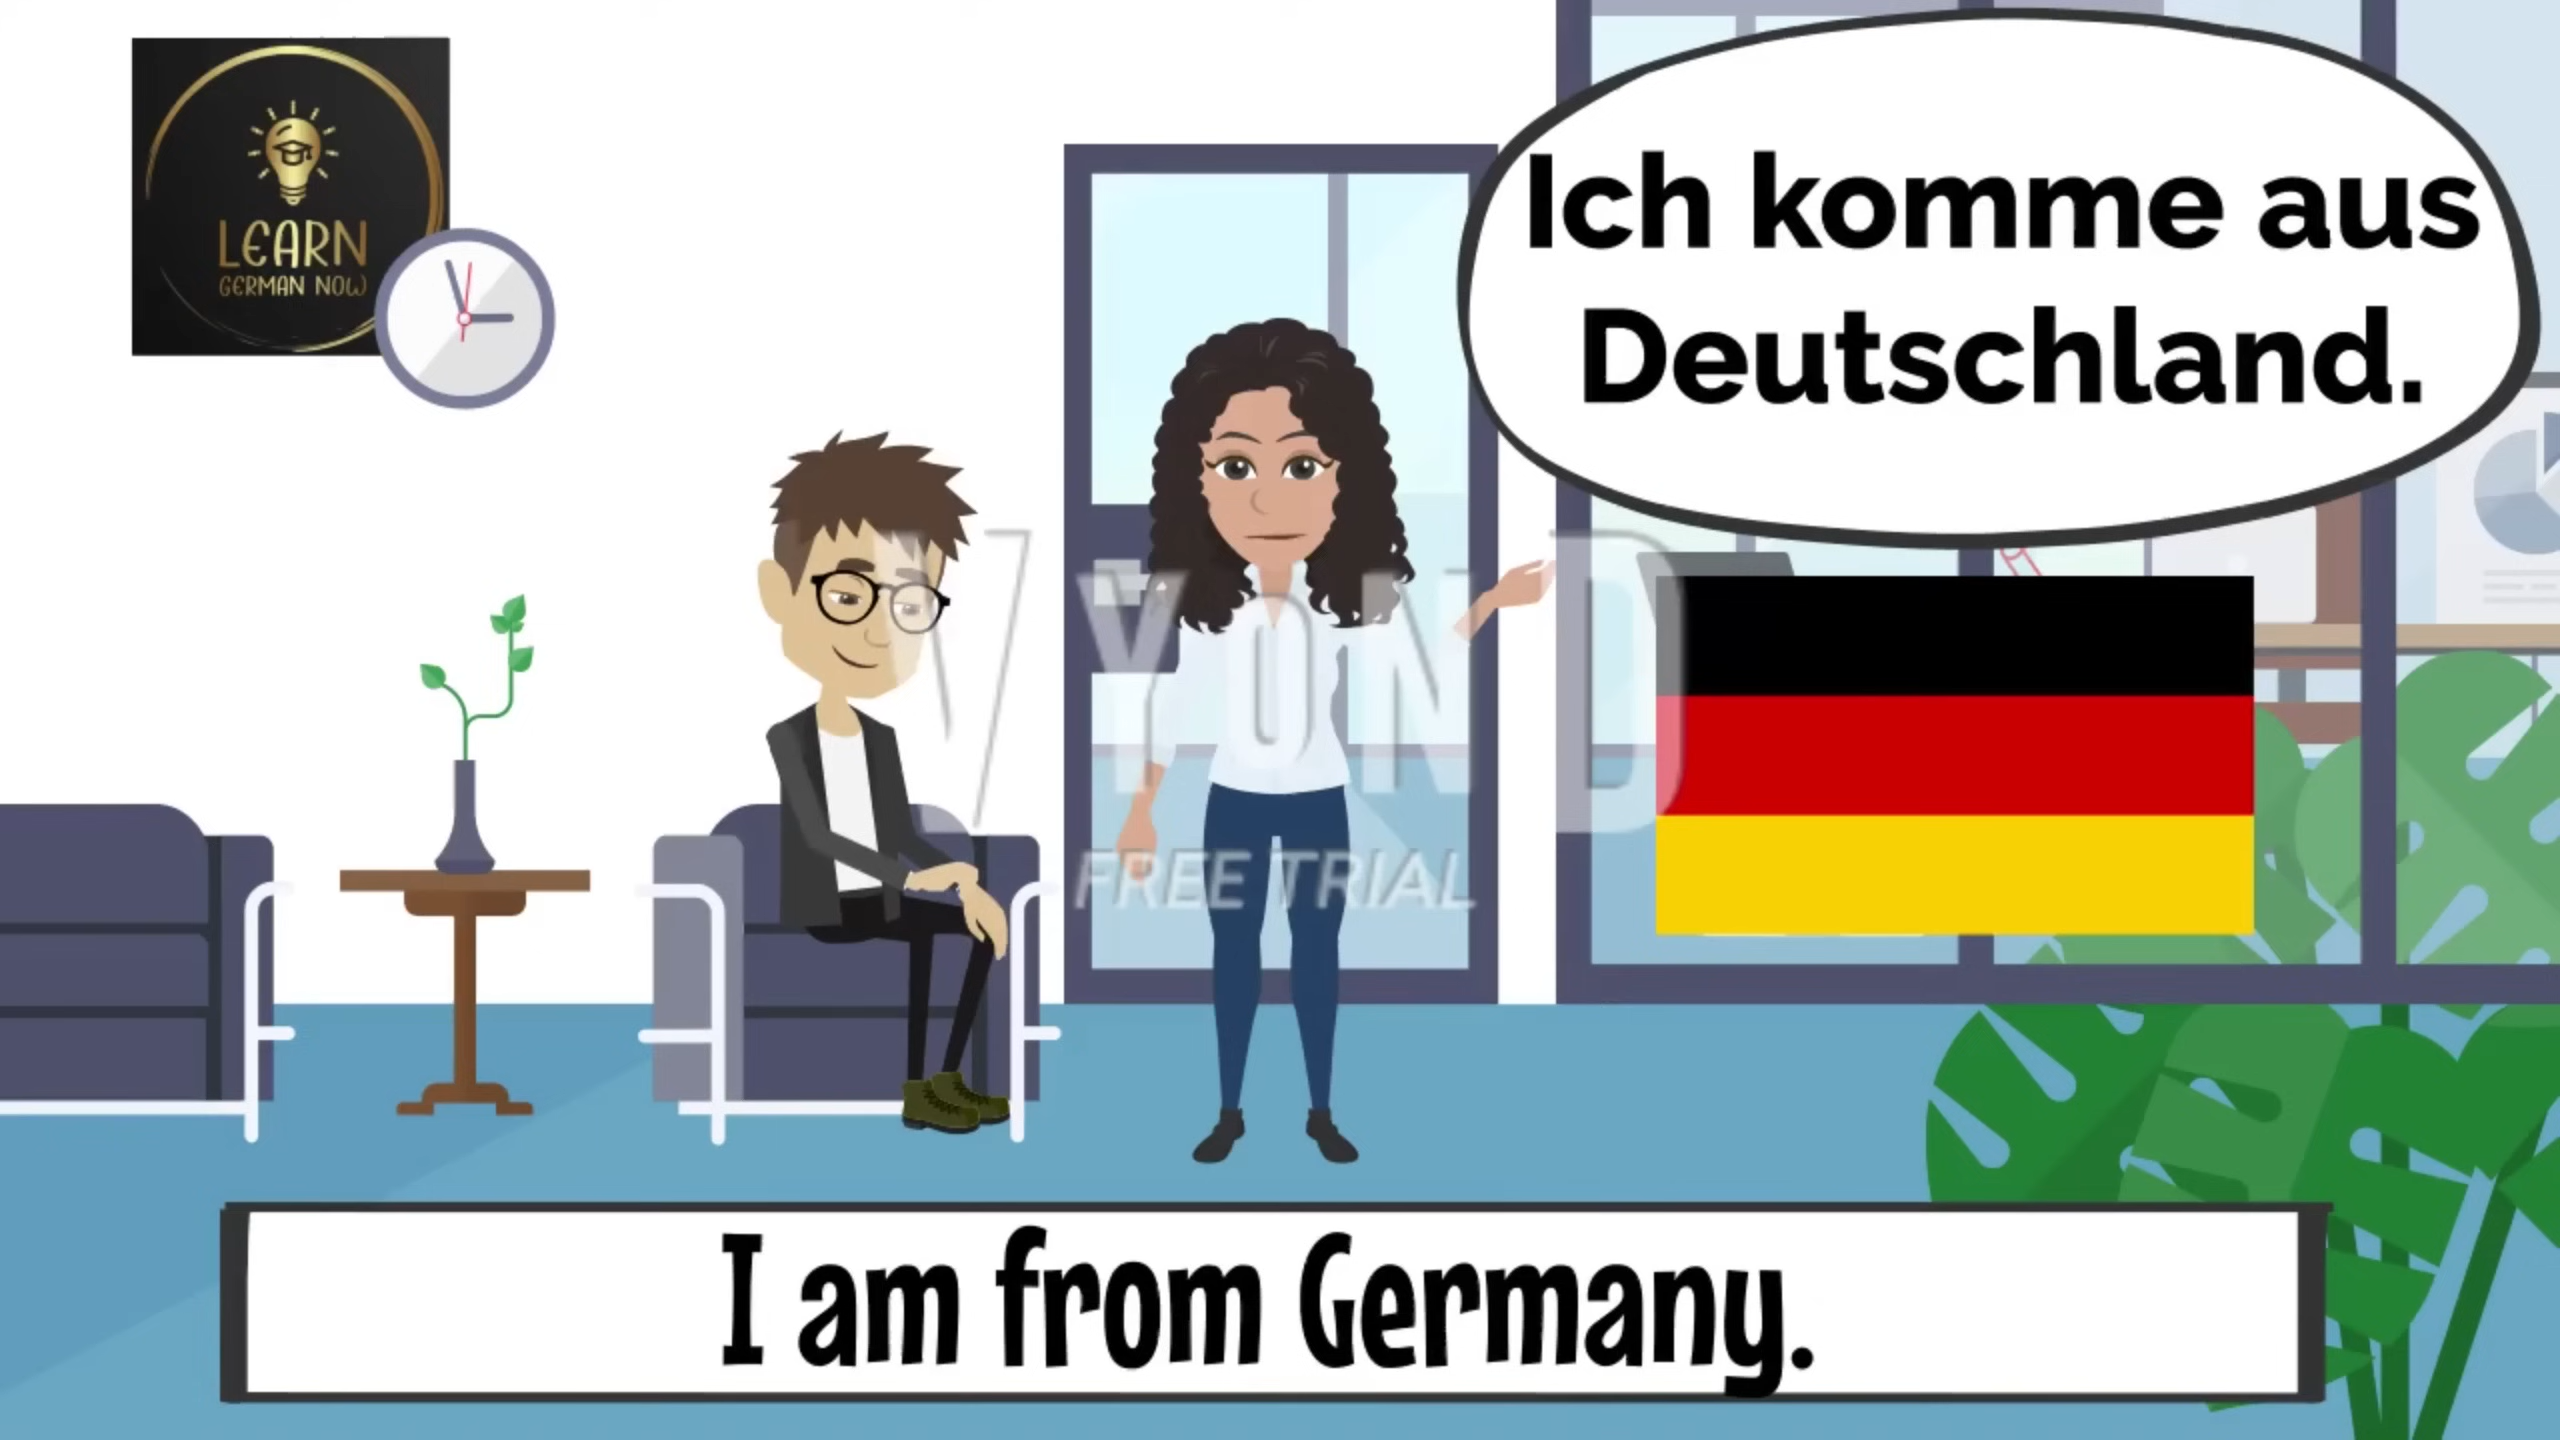 LEARN
GERMAN NOW
Ich komme aus
Deutschland.
VYOND
FREE TRIAL
I am from Germany.